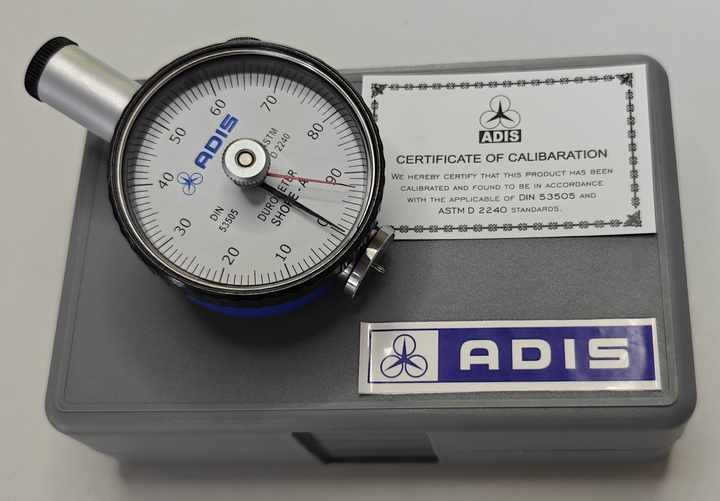 10
20
30
40
50
60
70
80
90
0
ADIS
ASTM
D 2240
DIN
53505
DUROMETER
SHORE-A
ADIS
CERTIFICATE OF CALIBARATION
WE HEREBY CERTIFY THAT THIS PRODUCT HAS BEEN
CALIBRATED AND FOUND TO BE IN ACCORDANCE
WITH THE APPLICABLE OF DIN 53505 AND
ASTM D 2240 STANDARDS.
ADIS